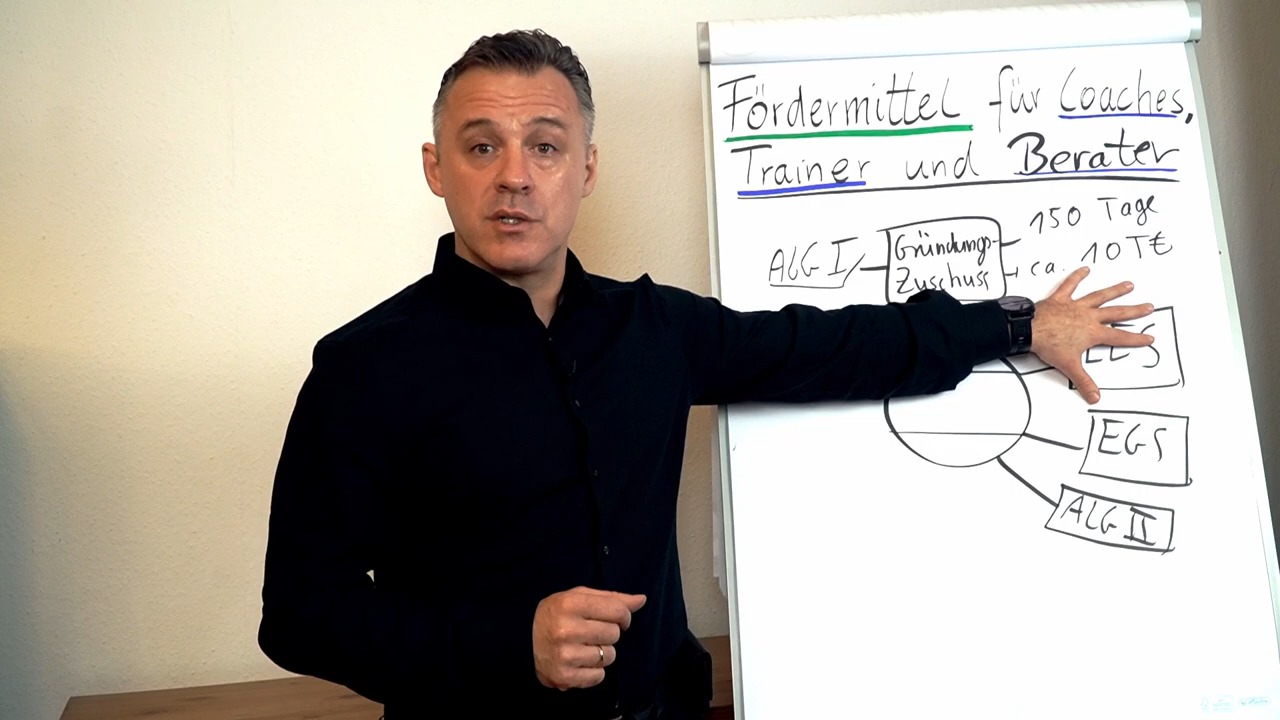 Fördermittel für Coaches,
Trainer und Berater
ALG I
Gründungs-
Zuschuss
150 Tage
ca. 10 T€
EGS
ALG II